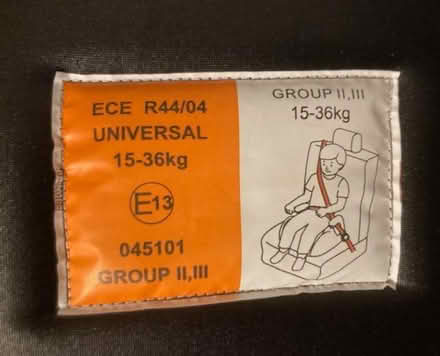 ECE R44/04
UNIVERSAL
15-36kg
E13
045101
GROUP II,III
GROUP II,III
15-36kg